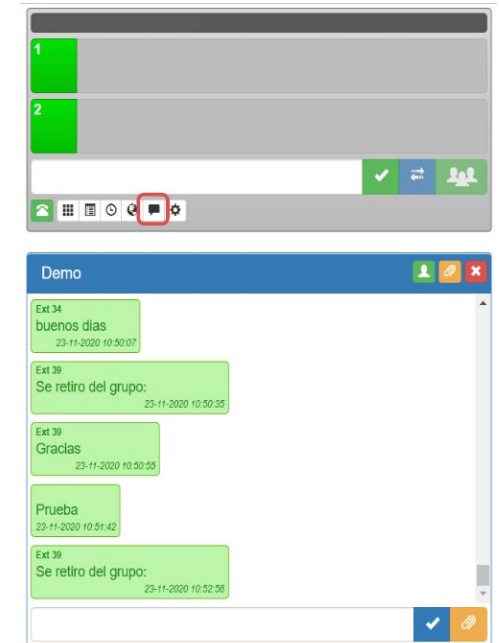 1
2
Demo
Ext 34
buenos dias
23-11-2020 10:50:07
Ext 39
Se retiro del grupo:
23-11-2020 10:50:35
Ext 39
Gracias
23-11-2020 10:50:55
Prueba
23-11-2020 10:51:42
Ext 39
Se retiro del grupo:
23-11-2020 10:52:58